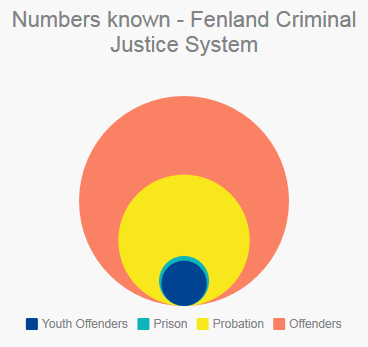 Numbers known - Fenland Criminal
Justice System
Youth Offenders Prison Probation Offenders